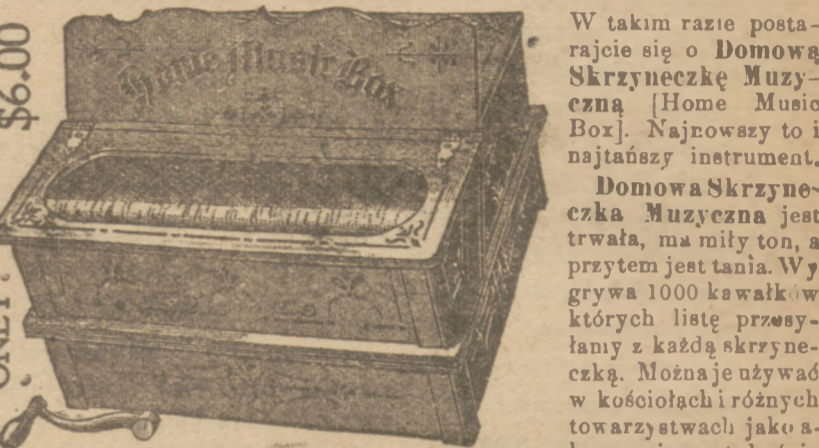 $6.00
ONLY
Home Music Box
W takim razie posta-
rajcie się o Domową
Skrzyneczkę Muzy-
czną [Home Music
Box]. Najnowszy to i
najtańszy instrument.
Domowa Skrzyne-
czka Muzyczna jest
trwała, ma miły ton, a
przytem jest tania. Wy
grywa 1000 kawałków
których listę przesy-
łamy z każdą skrzyne-
czką. Można je używać
w kościołach i różnych
towarzystwach jako a-